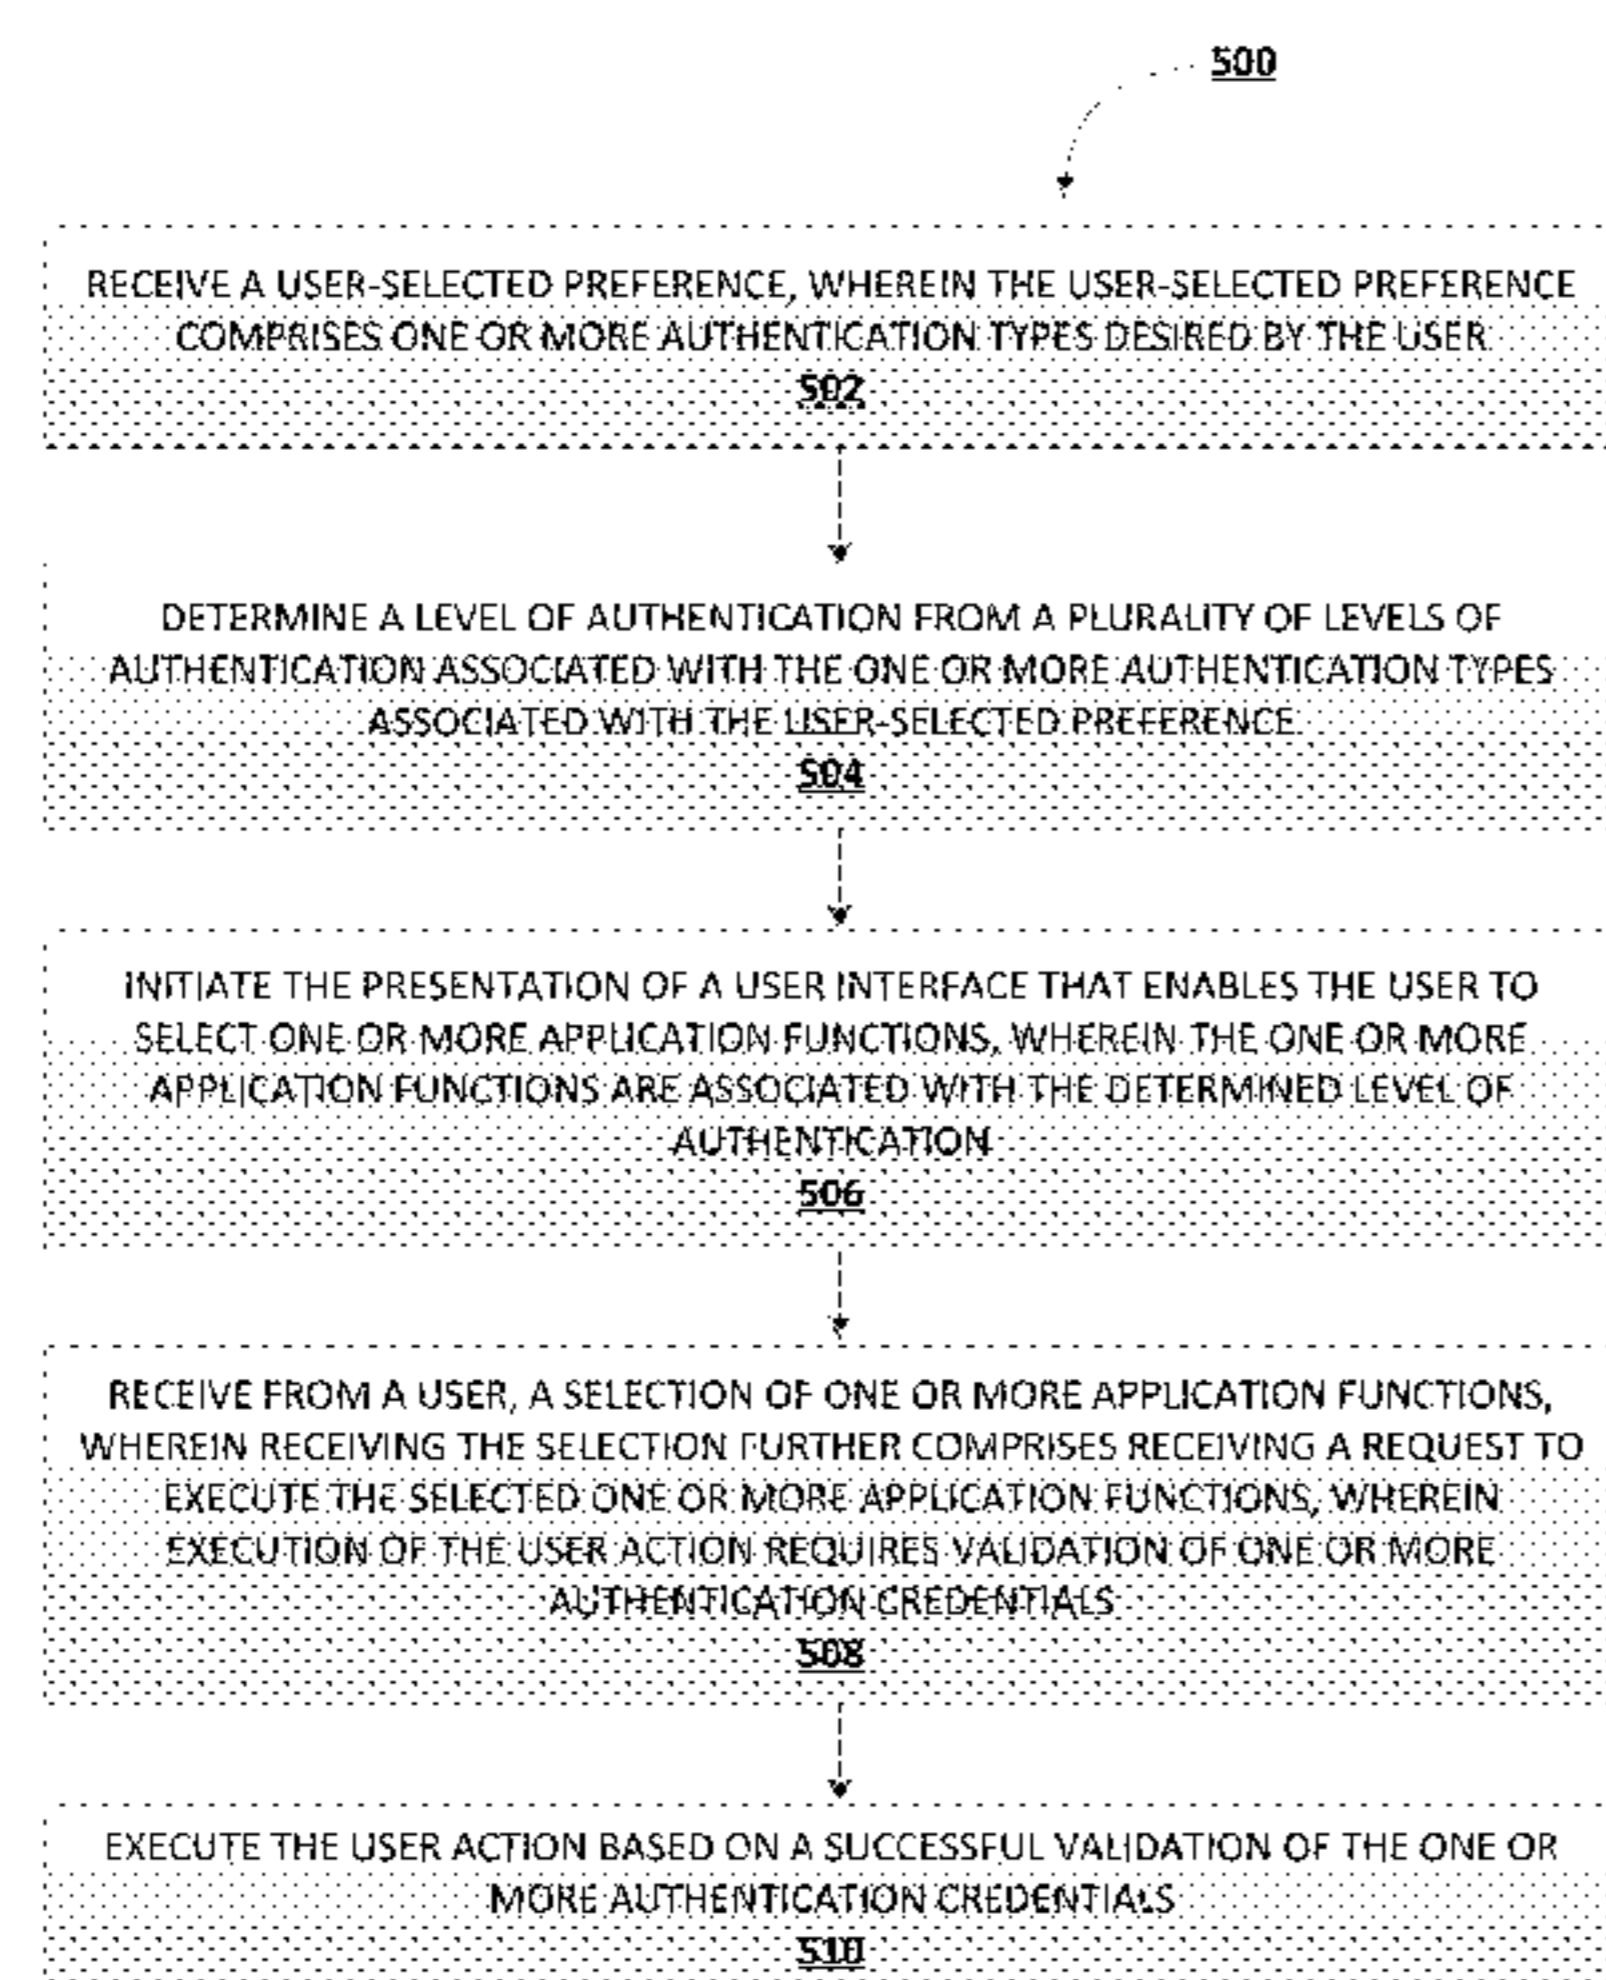 500
RECEIVE A USER-SELECTED PREFERENCE, WHEREIN THE USER-SELECTED PREFERENCE
COMPRISES ONE OR MORE AUTHENTICATION TYPES DESIRED BY THE USER
502
DETERMINE A LEVEL OF AUTHENTICATION FROM A PLURALITY OF LEVELS OF
AUTHENTICATION ASSOCIATED WITH THE ONE OR MORE AUTHENTICATION TYPES
ASSOCIATED WITH THE USER-SELECTED PREFERENCE
504
INITIATE THE PRESENTATION OF A USER INTERFACE THAT ENABLES THE USER TO
SELECT ONE OR MORE APPLICATION FUNCTIONS, WHEREIN THE ONE OR MORE
APPLICATION FUNCTIONS ARE ASSOCIATED WITH THE DETERMINED LEVEL OF
AUTHENTICATION
506
RECEIVE FROM A USER, A SELECTION OF ONE OR MORE APPLICATION FUNCTIONS,
WHEREIN RECEIVING THE SELECTION FURTHER COMPRISES RECEIVING A REQUEST TO
EXECUTE THE SELECTED ONE OR MORE APPLICATION FUNCTIONS, WHEREIN
EXECUTION OF THE USER ACTION REQUIRES VALIDATION OF ONE OR MORE
AUTHENTICATION CREDENTIALS
508
EXECUTE THE USER ACTION BASED ON A SUCCESSFUL VALIDATION OF THE ONE OR
MORE AUTHENTICATION CREDENTIALS
510